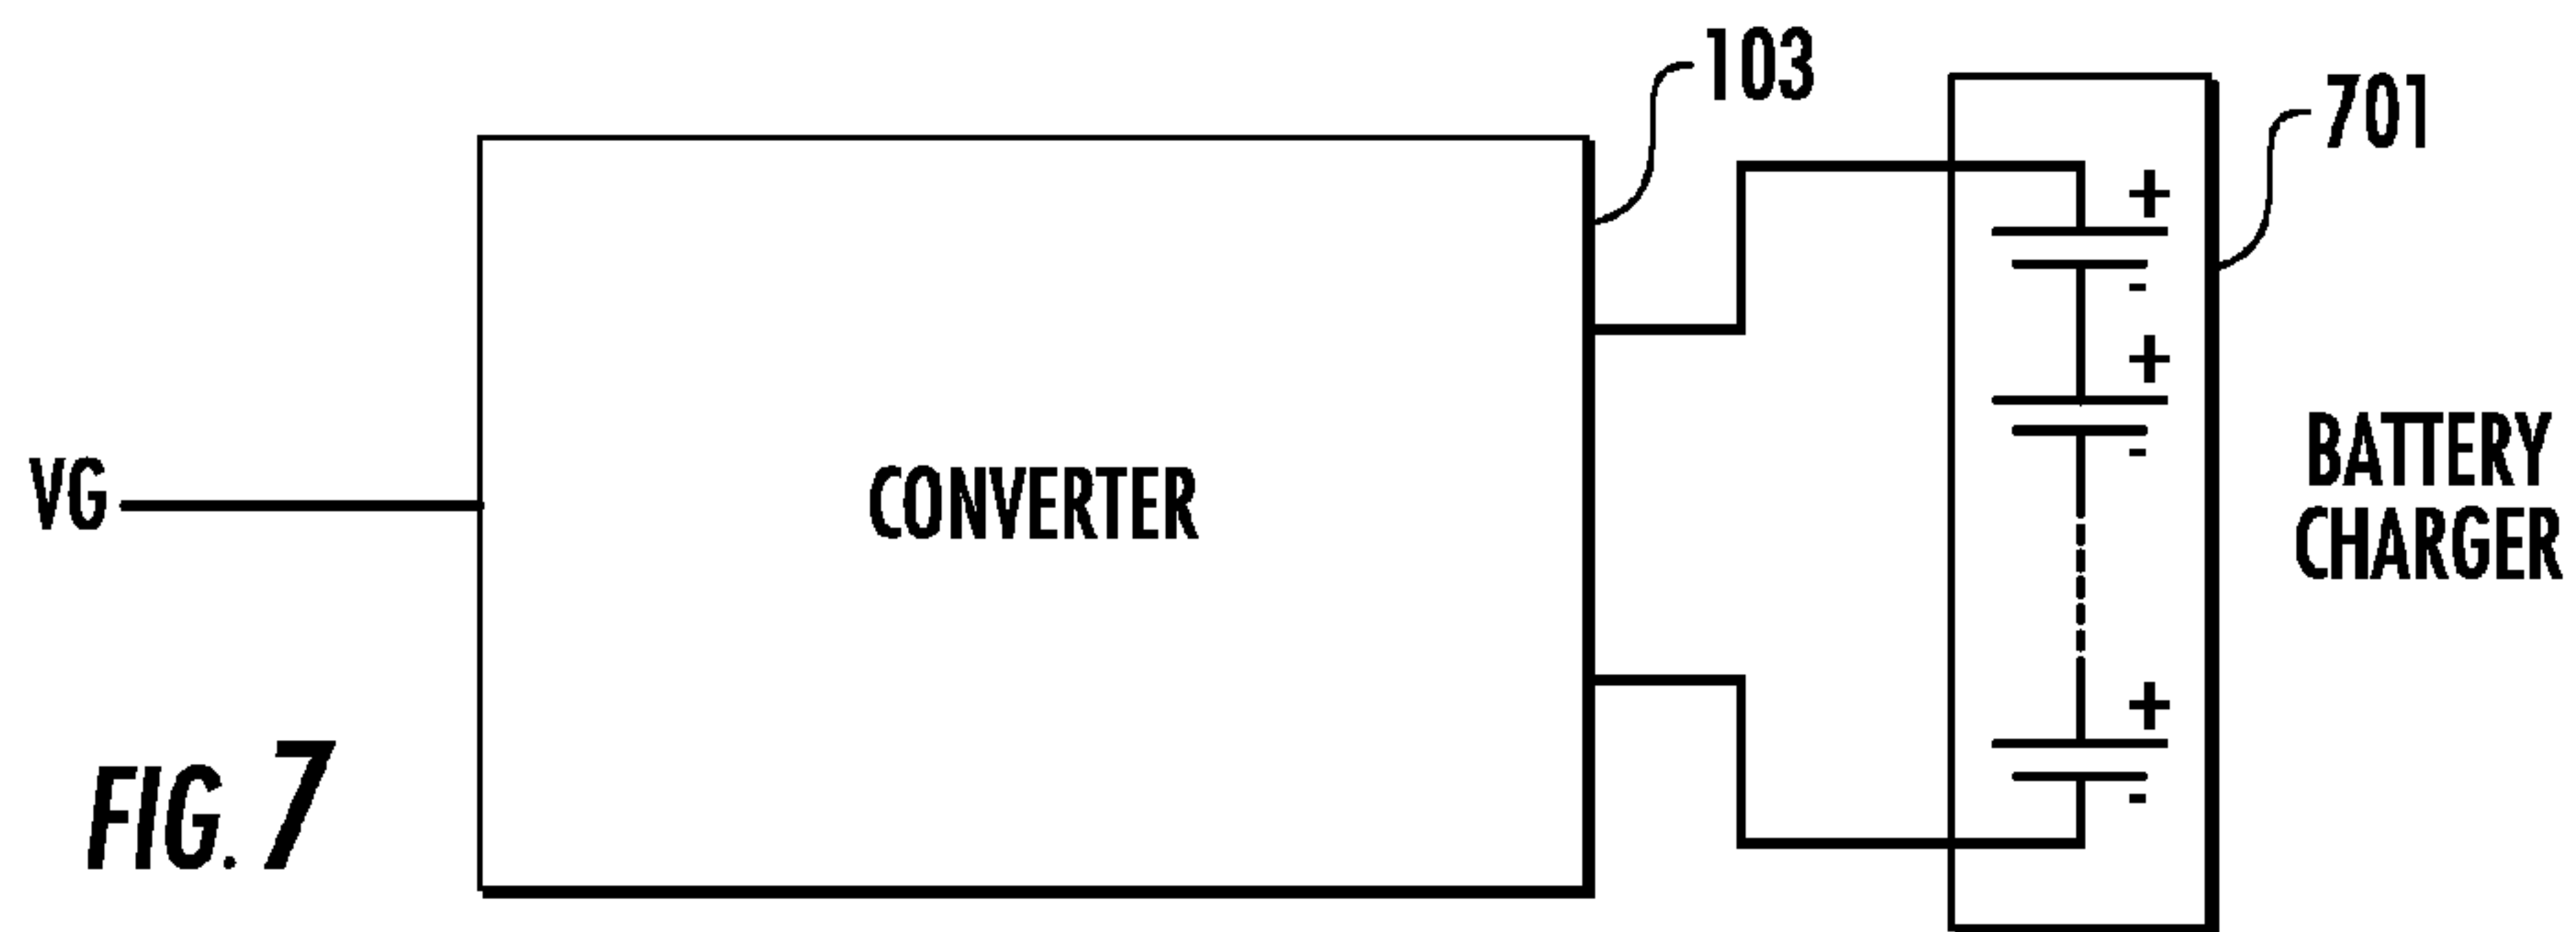 103
701
+
-
+
-
BATTERY
CHARGER
VG
CONVERTER
+
-
FIG. 7